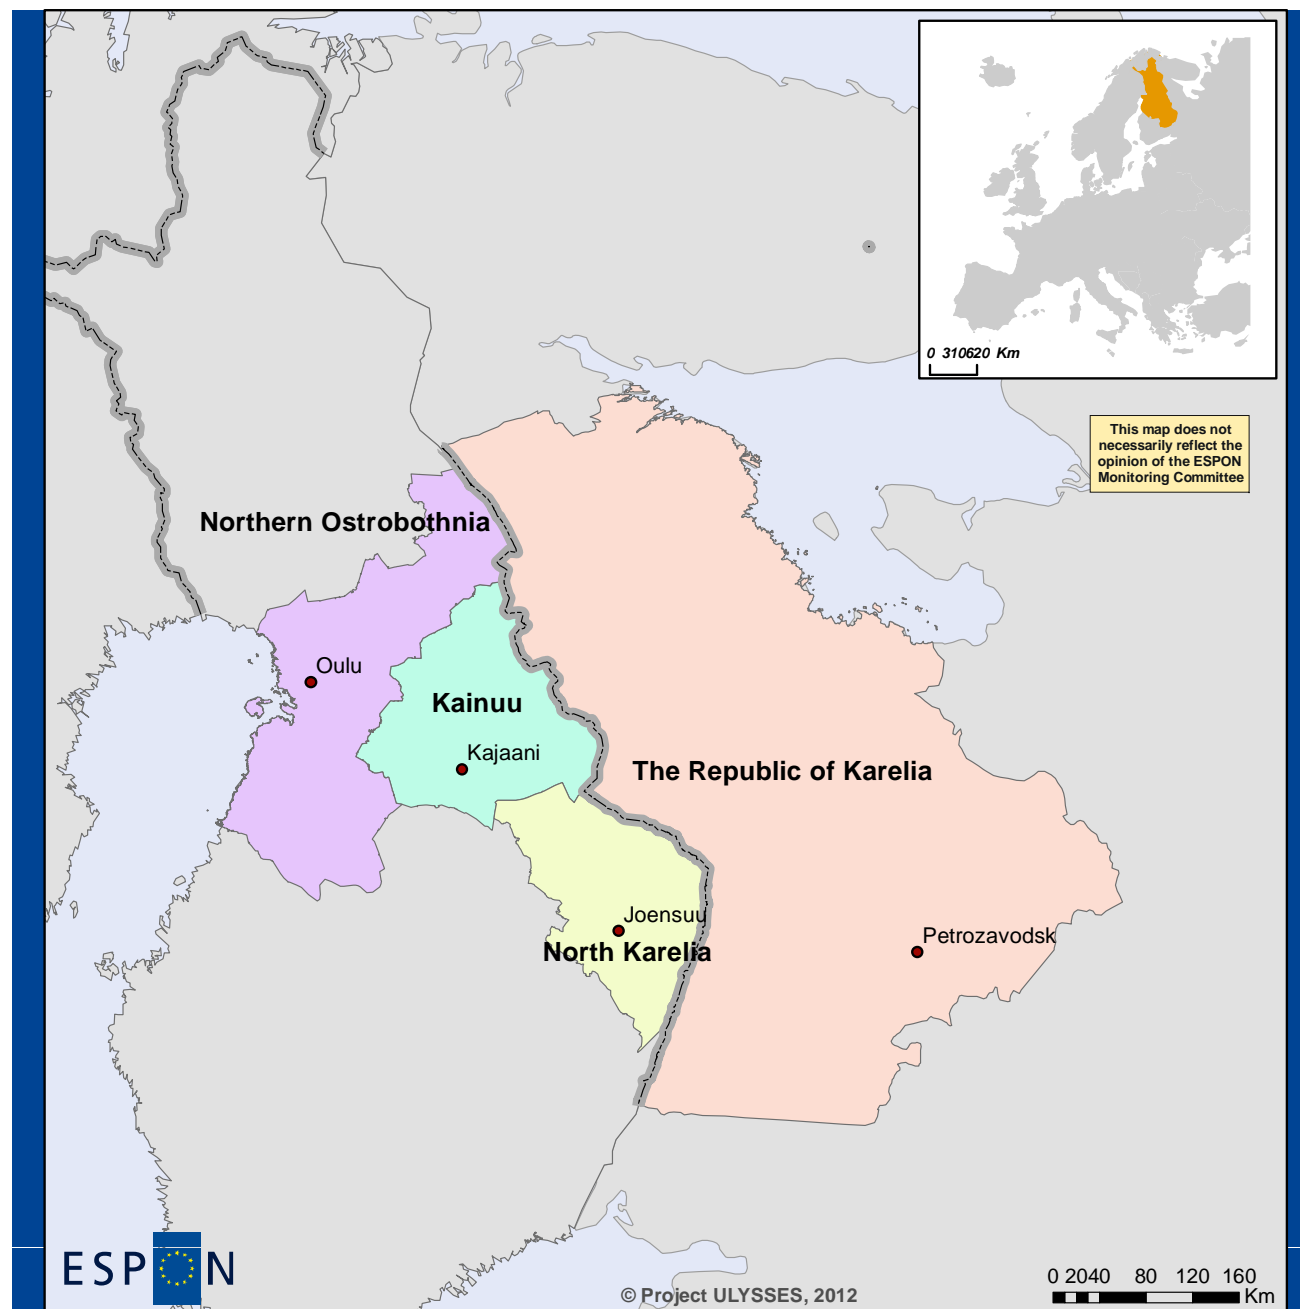 0 310620 Km
This map does not
necessarily reflect the
opinion of the ESPON
Monitoring Committee
Northern Ostrobothnia
Oulu
Kainuu
Kajaani
The Republic of Karelia
Joensuu
North Karelia
Petrozavodsk
ESPON
© Project ULYSSES, 2012
0 2040 80 120 160
Km